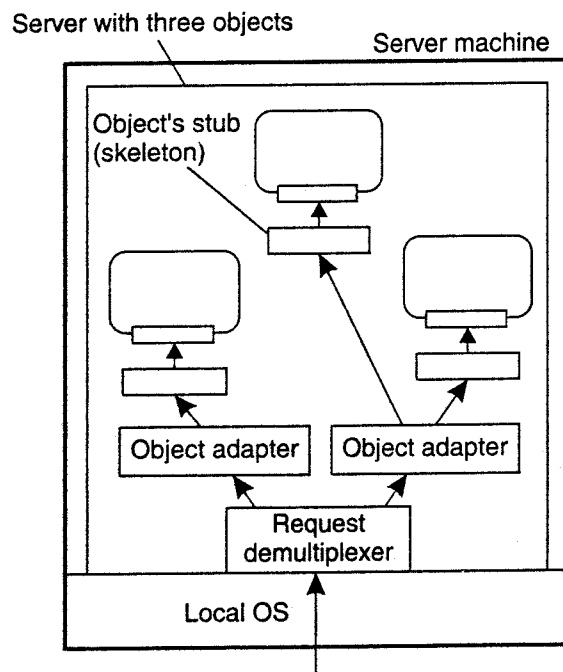 Server with three objects
Server machine
Object's stub
(skeleton)
Object adapter
Object adapter
Request
demultiplexer
Local OS